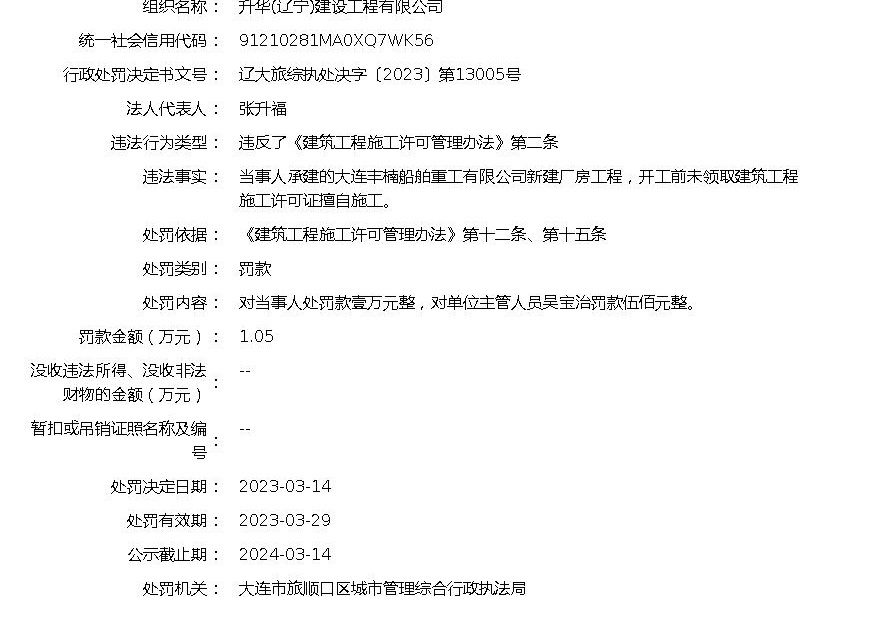 组织名称： 升华(辽宁)建设工程有限公司
统一社会信用代码： 91210281MA0XQ7WK56
行政处罚决定书文号： 辽大旅综执处决字〔2023〕第13005号
法人代表人： 张升福
违法行为类型： 违反了《建筑工程施工许可管理办法》第二条
违法事实： 当事人承建的大连丰楠船舶重工有限公司新建厂房工程，开工前未领取建筑工程
施工许可证擅自施工。
处罚依据： 《建筑工程施工许可管理办法》第十二条、第十五条
处罚类别： 罚款
处罚内容： 对当事人处罚款壹万元整，对单位主管人员吴宝治罚款伍佰元整。
罚款金额（万元）： 1.05
没收违法所得、没收非法
财物的金额（万元）： --
暂扣或吊销证照名称及编
号： --
处罚决定日期： 2023-03-14
处罚有效期： 2023-03-29
公示截止期： 2024-03-14
处罚机关： 大连市旅顺口区城市管理综合行政执法局